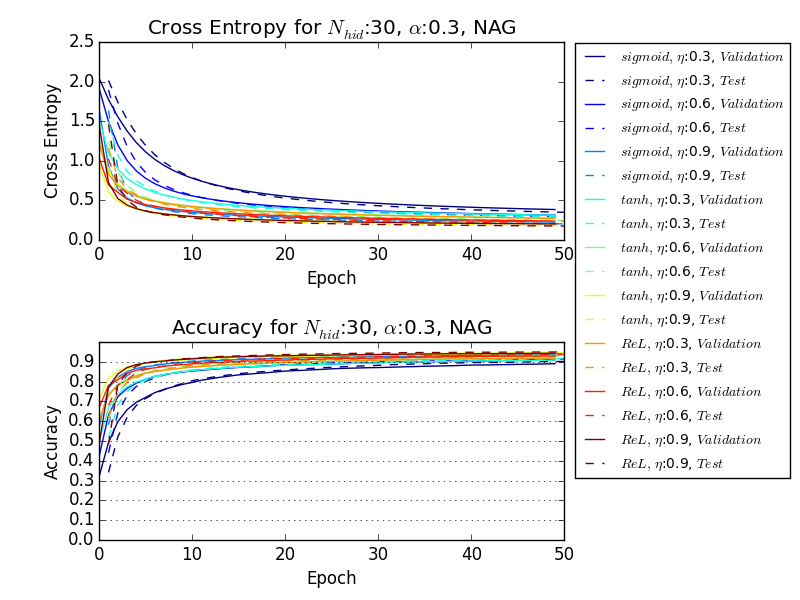 Cross Entropy for N_hid:30, α:0.3, NAG
2.5
2.0
1.5
1.0
0.5
0.0
Cross Entropy
0 10 20 30 40 50
Epoch
Accuracy for N_hid:30, α:0.3, NAG
0.9
0.8
0.7
0.6
0.5
0.4
0.3
0.2
0.1
0.0
Accuracy
0 10 20 30 40 50
Epoch
sigmoid, η:0.3, Validation
sigmoid, η:0.3, Test
sigmoid, η:0.6, Validation
sigmoid, η:0.6, Test
sigmoid, η:0.9, Validation
sigmoid, η:0.9, Test
tanh, η:0.3, Validation
tanh, η:0.3, Test
tanh, η:0.6, Validation
tanh, η:0.6, Test
tanh, η:0.9, Validation
tanh, η:0.9, Test
ReL, η:0.3, Validation
ReL, η:0.3, Test
ReL, η:0.6, Validation
ReL, η:0.6, Test
ReL, η:0.9, Validation
ReL, η:0.9, Test